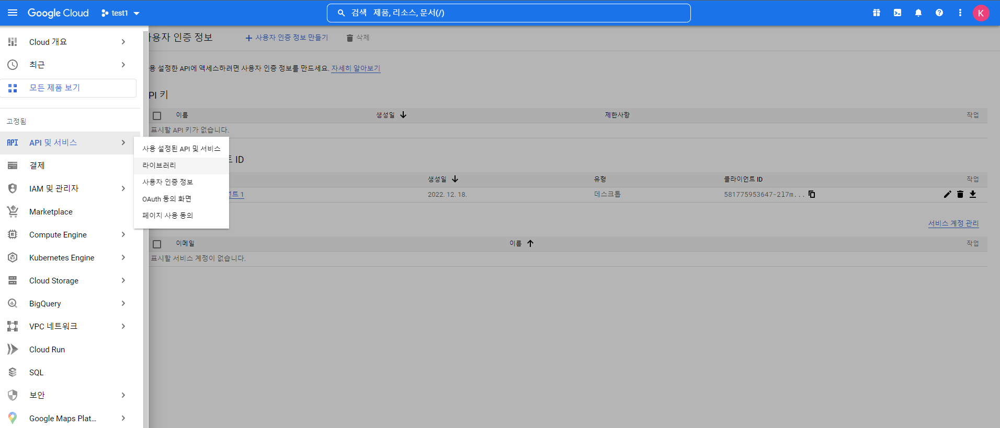 Google Cloud test1 검색 제품, 리소스, 문서(/) K
Cloud 개요
최근
모든 제품 보기
고정됨
API 및 서비스
결제
IAM 및 관리자
Marketplace
Compute Engine
Kubernetes Engine
Cloud Storage
BigQuery
VPC 네트워크
Cloud Run
SQL
보안
Google Maps Plat...
사용 설정된 API 및 서비스
라이브러리
사용자 인증 정보
OAuth 동의 화면
페이지 사용 동의
용자 인증 정보 사용자 인증 정보 만들기 삭제
용 설정한 API에 액세스하려면 사용자 인증 정보를 만드세요. 자세히 알아보기
PI 키
이름 생성일 제한사항 작업
표시할 API 키가 없습니다.
트 ID
생성일 유형 클라이언트 ID 작업
언트 1 2022. 12. 18. 데스크톱 581775953647-2l7m...
서비스 계정 관리
이메일 이름 작업
표시할 서비스 계정이 없습니다.